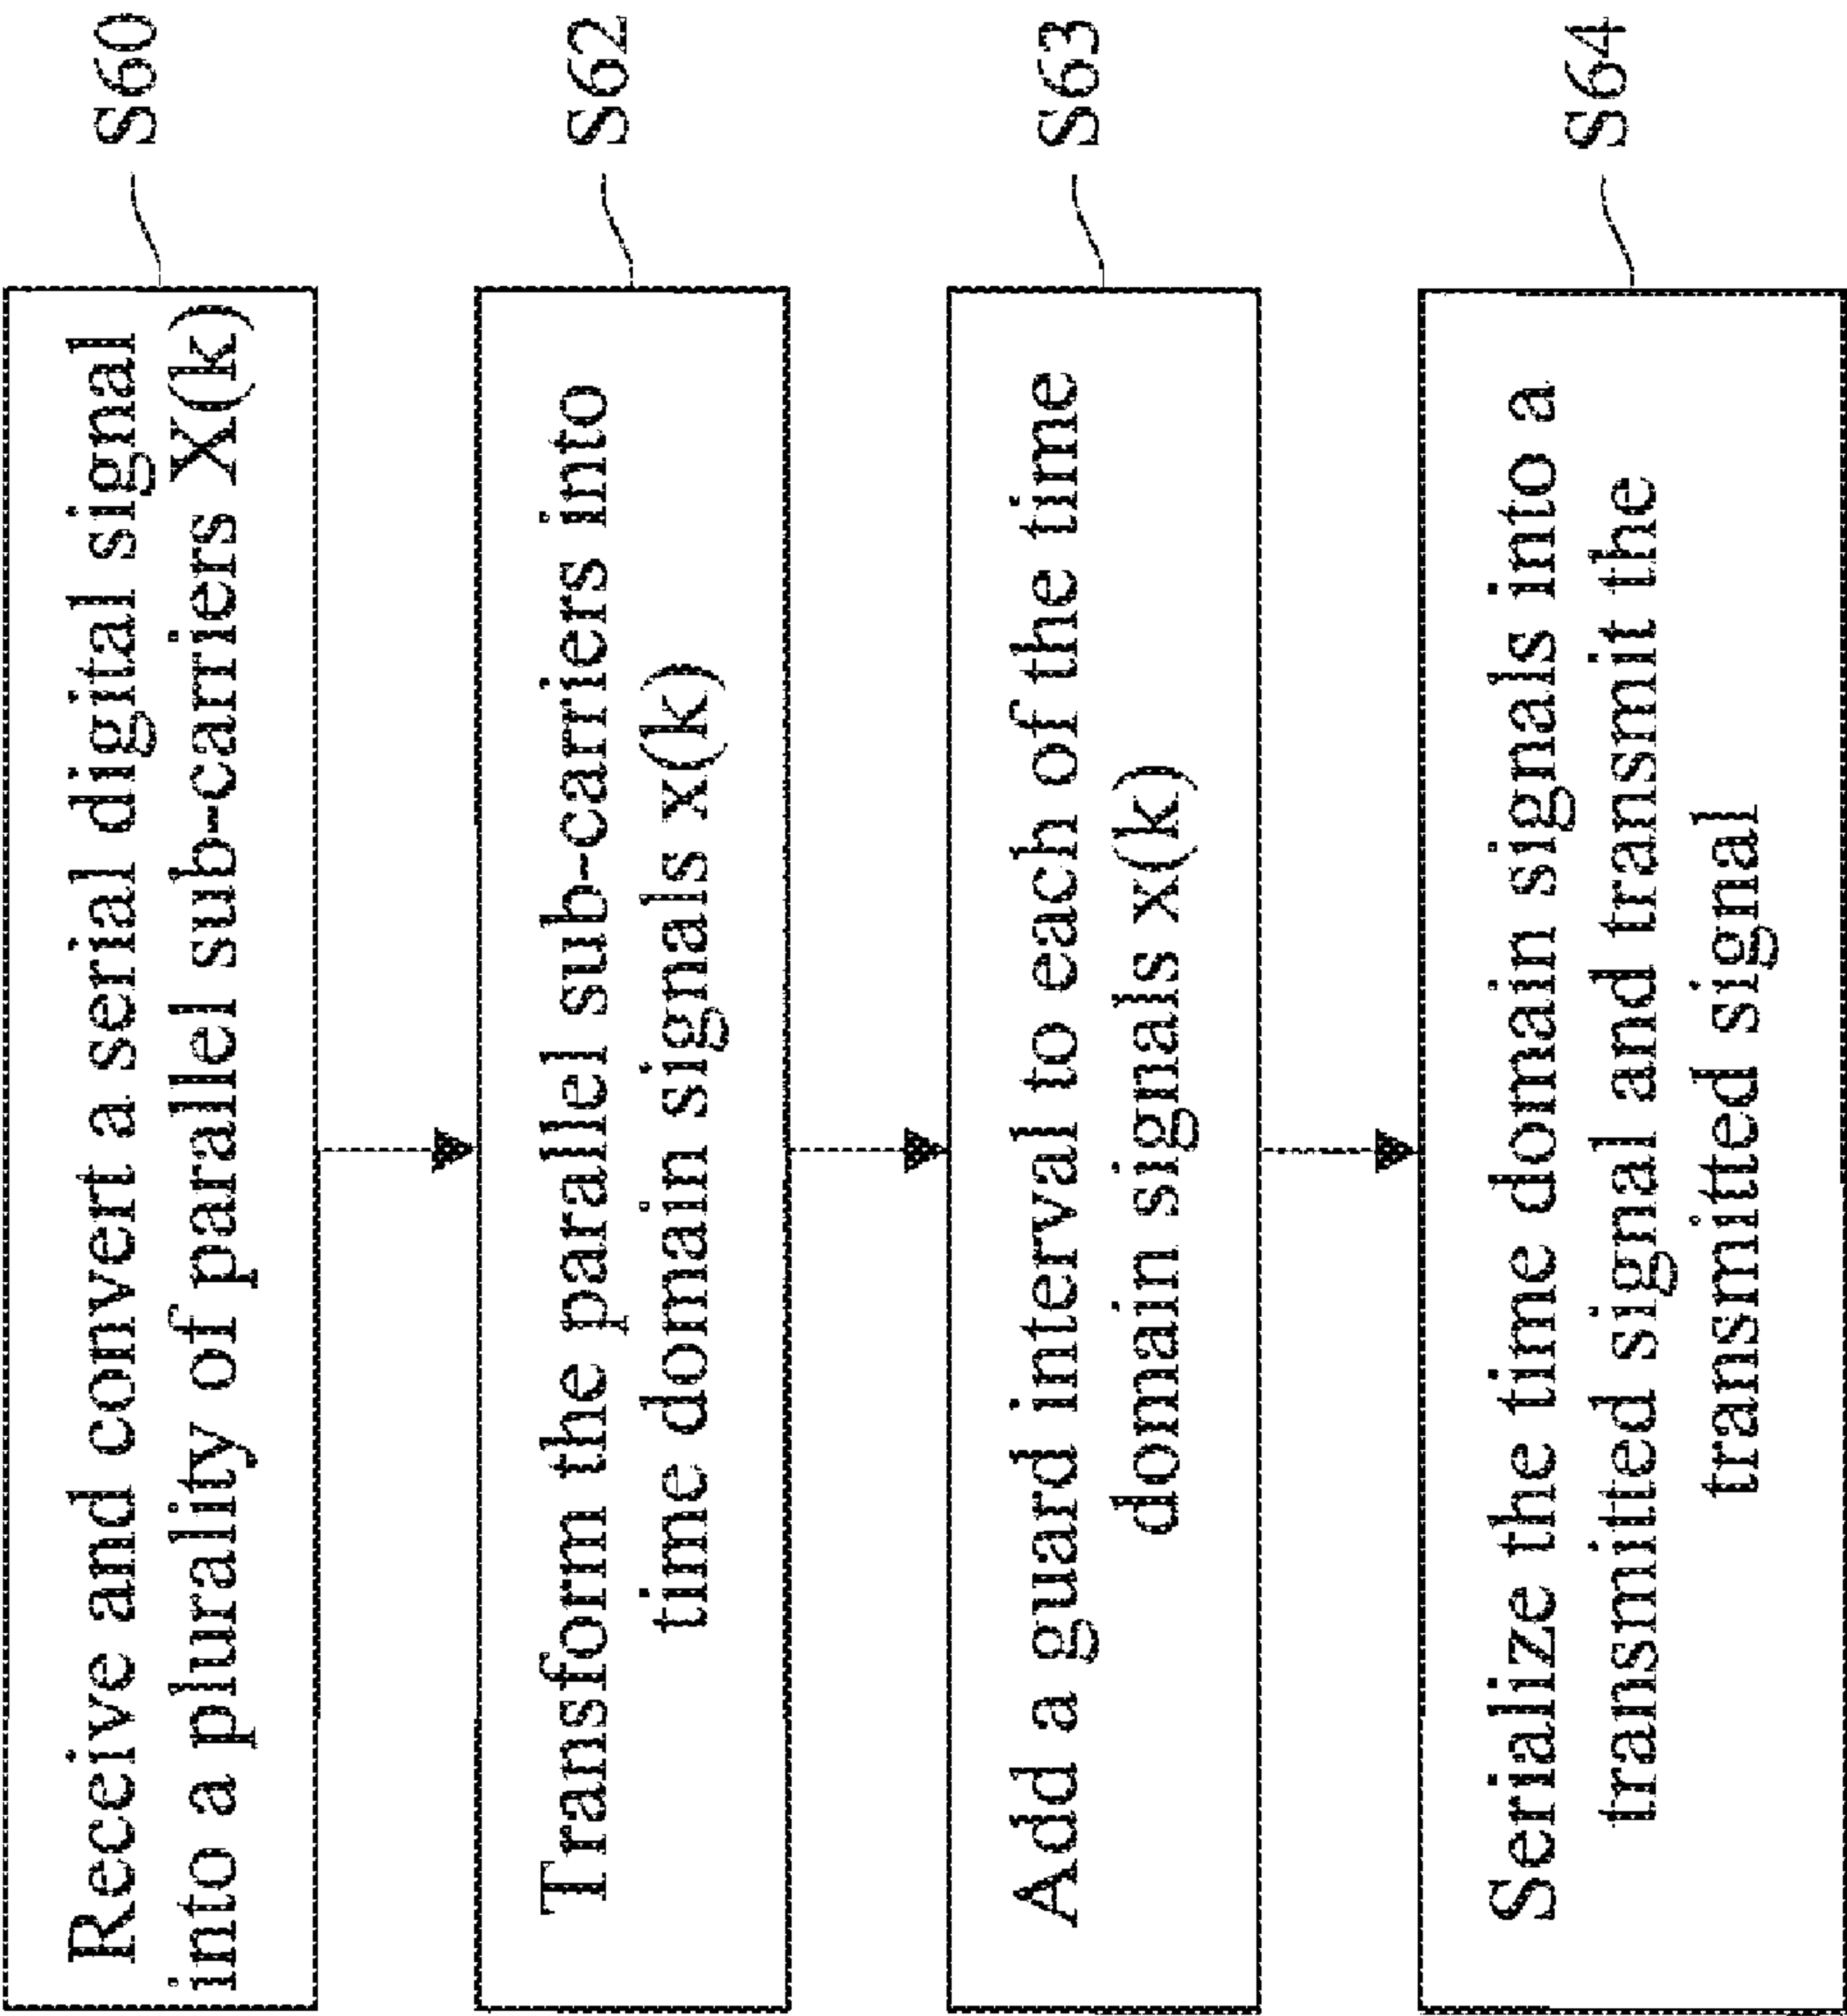 Receive and convert a serial digital signal
into a plurality of parallel sub-carriers X(k)
S60
Transform the parallel sub-carriers into
time domain signals x(k)
S62
Add a guard interval to each of the time
domain signals x(k)
S63
Serialize the time domain signals into a
transmitted signal and transmit the
transmitted signal
S64